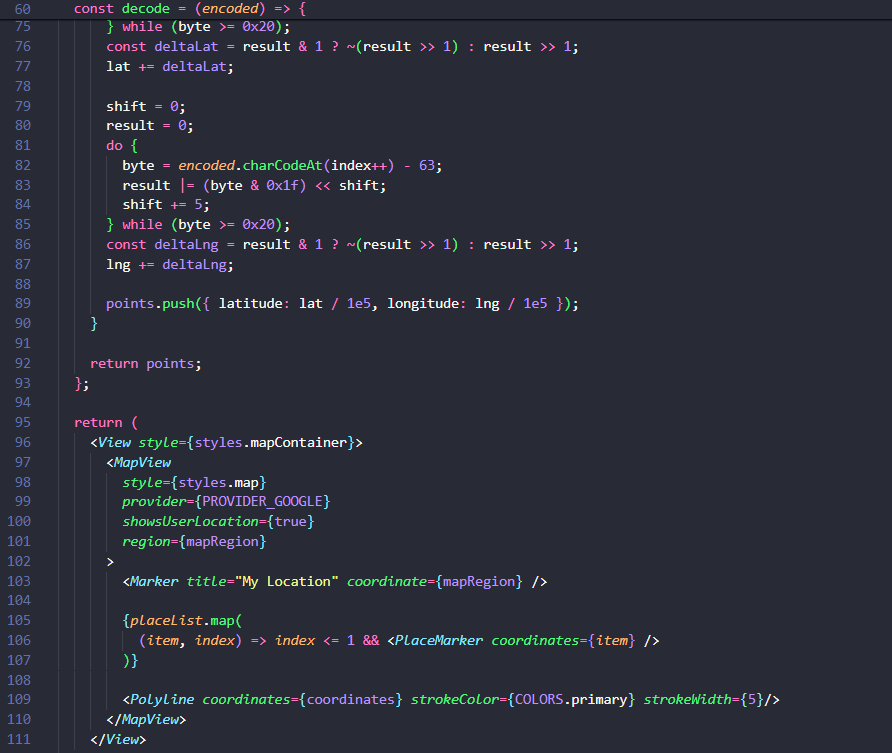 60 const decode = (encoded) => {
75 } while (byte >= 0x20);
76 const deltaLat = result & 1 ? ~(result >> 1) : result >> 1;
77 lat += deltaLat;
78
79 shift = 0;
80 result = 0;
81 do {
82 byte = encoded.charCodeAt(index++) - 63;
83 result |= (byte & 0x1f) << shift;
84 shift += 5;
85 } while (byte >= 0x20);
86 const deltaLng = result & 1 ? ~(result >> 1) : result >> 1;
87 lng += deltaLng;
88
89 points.push({ latitude: lat / 1e5, longitude: lng / 1e5 });
90 }
91
92 return points;
93 };
94
95 return (
96 <View style={styles.mapContainer}>
97 <MapView
98 style={styles.map}
99 provider={PROVIDER_GOOGLE}
100 showsUserLocation={true}
101 region={mapRegion}
102 >
103 <Marker title="My Location" coordinate={mapRegion} />
104
105 {placeList.map(
106 (item, index) => index <= 1 && <PlaceMarker coordinates={item} />
107 )}
108
109 <Polyline coordinates={coordinates} strokeColor={COLORS.primary} strokeWidth={5}/>
110 </MapView>
111 </View>